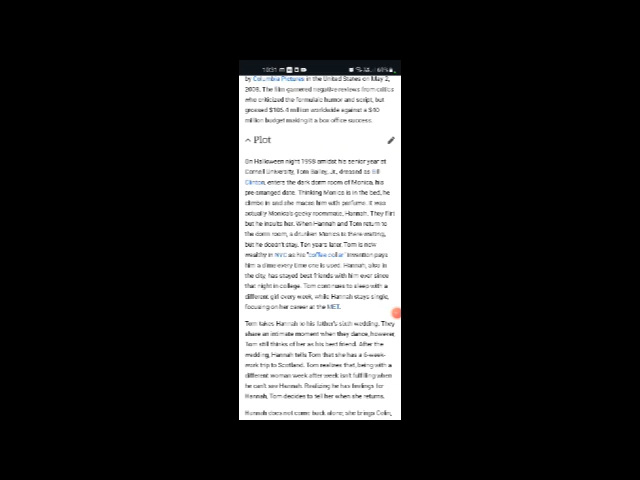 by Columbia Pictures in the United States on May 2,
2008. The film garnered negative reviews from critics
who criticized the formulaic humor and script, but
grossed $105.4 million worldwide against a $40
million budget making it a box office success.
Plot
On Halloween night 1998 amidst his senior year at
Cornell University, Tom Bailey, Jr., dressed as Bill
Clinton, enters the dark dorm room of Monica, his
pre-arranged date. Thinking Monica is in the bed, he
climbs in and she maces him with perfume. It was
actually Monica's geeky roommate, Hannah. They flirt
but he insults her. When Hannah and Tom return to
the dorm room, a drunken Monica is there waiting,
but he doesn't stay. Ten years later, Tom is now
wealthy in NYC as his "coffee collar" invention pays
him a dime every time one is used. Hannah, also in
the city, has stayed best friends with him ever since
that night in college. Tom continues to sleep with a
different girl every week, while Hannah stays single,
focusing on her career at the MET.
Tom takes Hannah to his father's sixth wedding. They
share an intimate moment when they dance, however,
Tom still thinks of her as his best friend. After the
wedding, Hannah tells Tom that she has a 6-week-
work trip to Scotland. Tom realizes that, being with a
different woman week after week isn't fulfilling when
he can't see Hannah. Realizing he has feelings for
Hannah, Tom decides to tell her when she returns.
Hannah does not come back alone; she brings Colin,